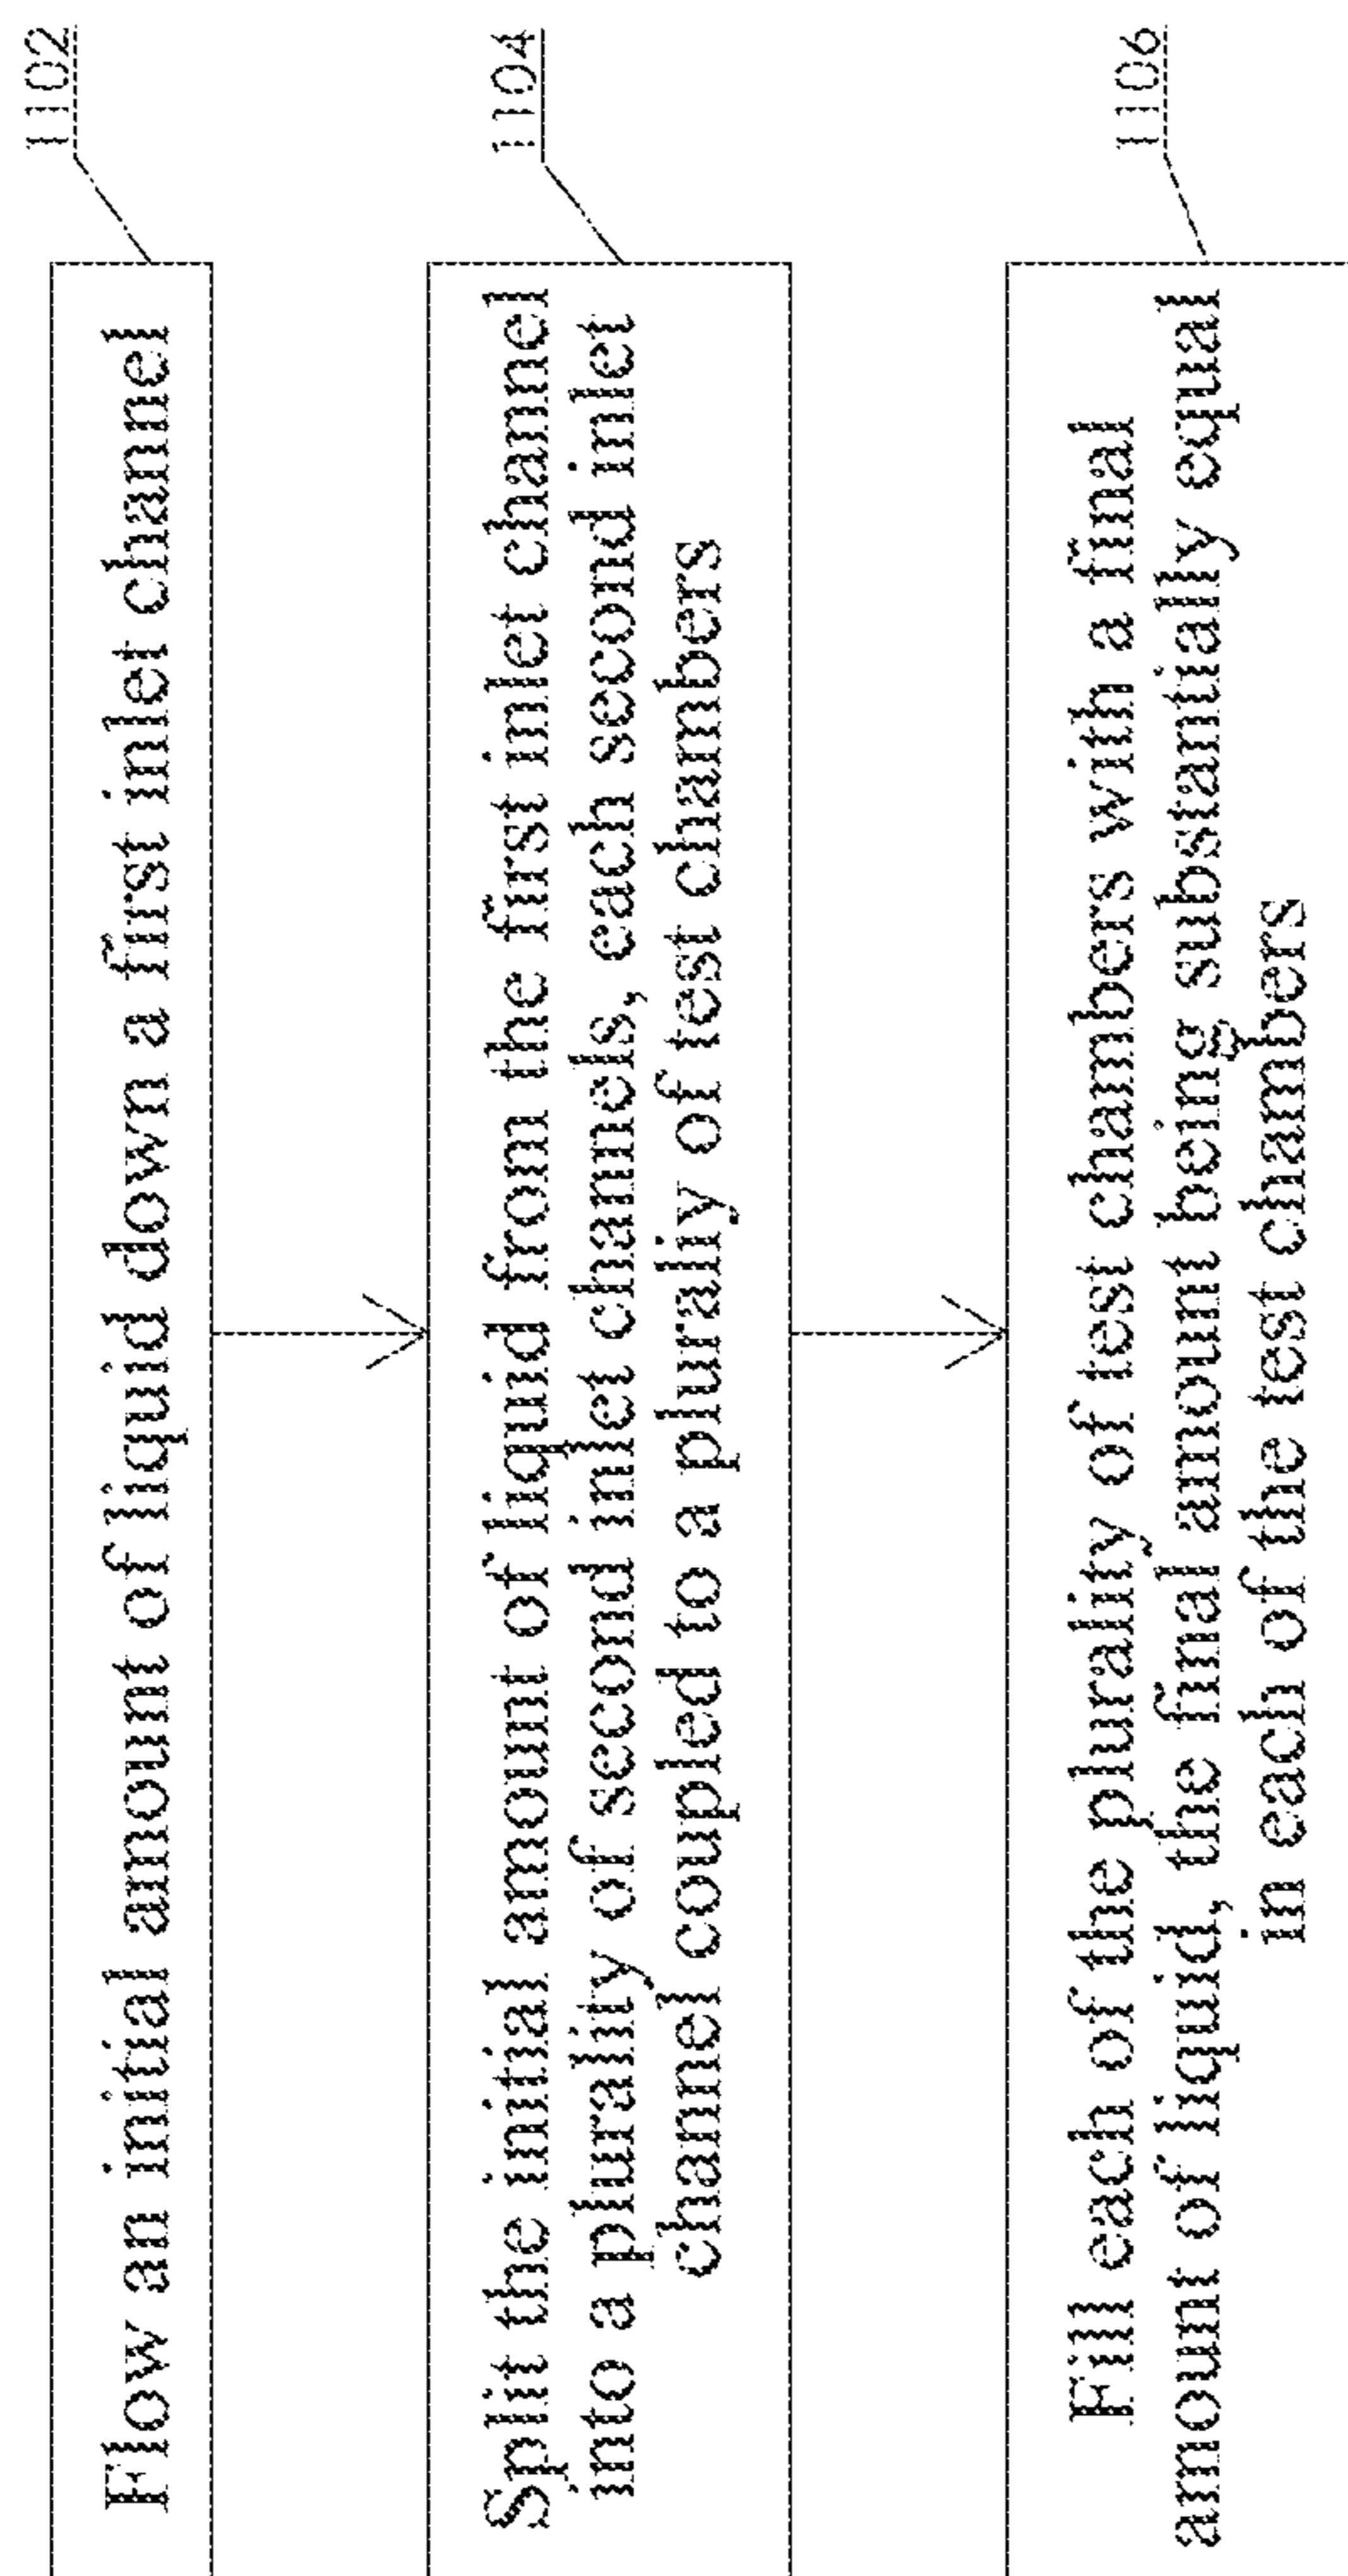 1102
Flow an initial amount of liquid down a first inlet channel
1104
Split the initial amount of liquid from the first inlet channel
into a plurality of second inlet channels, each second inlet
channel coupled to a plurality of test chambers
1106
Fill each of the plurality of test chambers with a final
amount of liquid, the final amount being substantially equal
in each of the test chambers